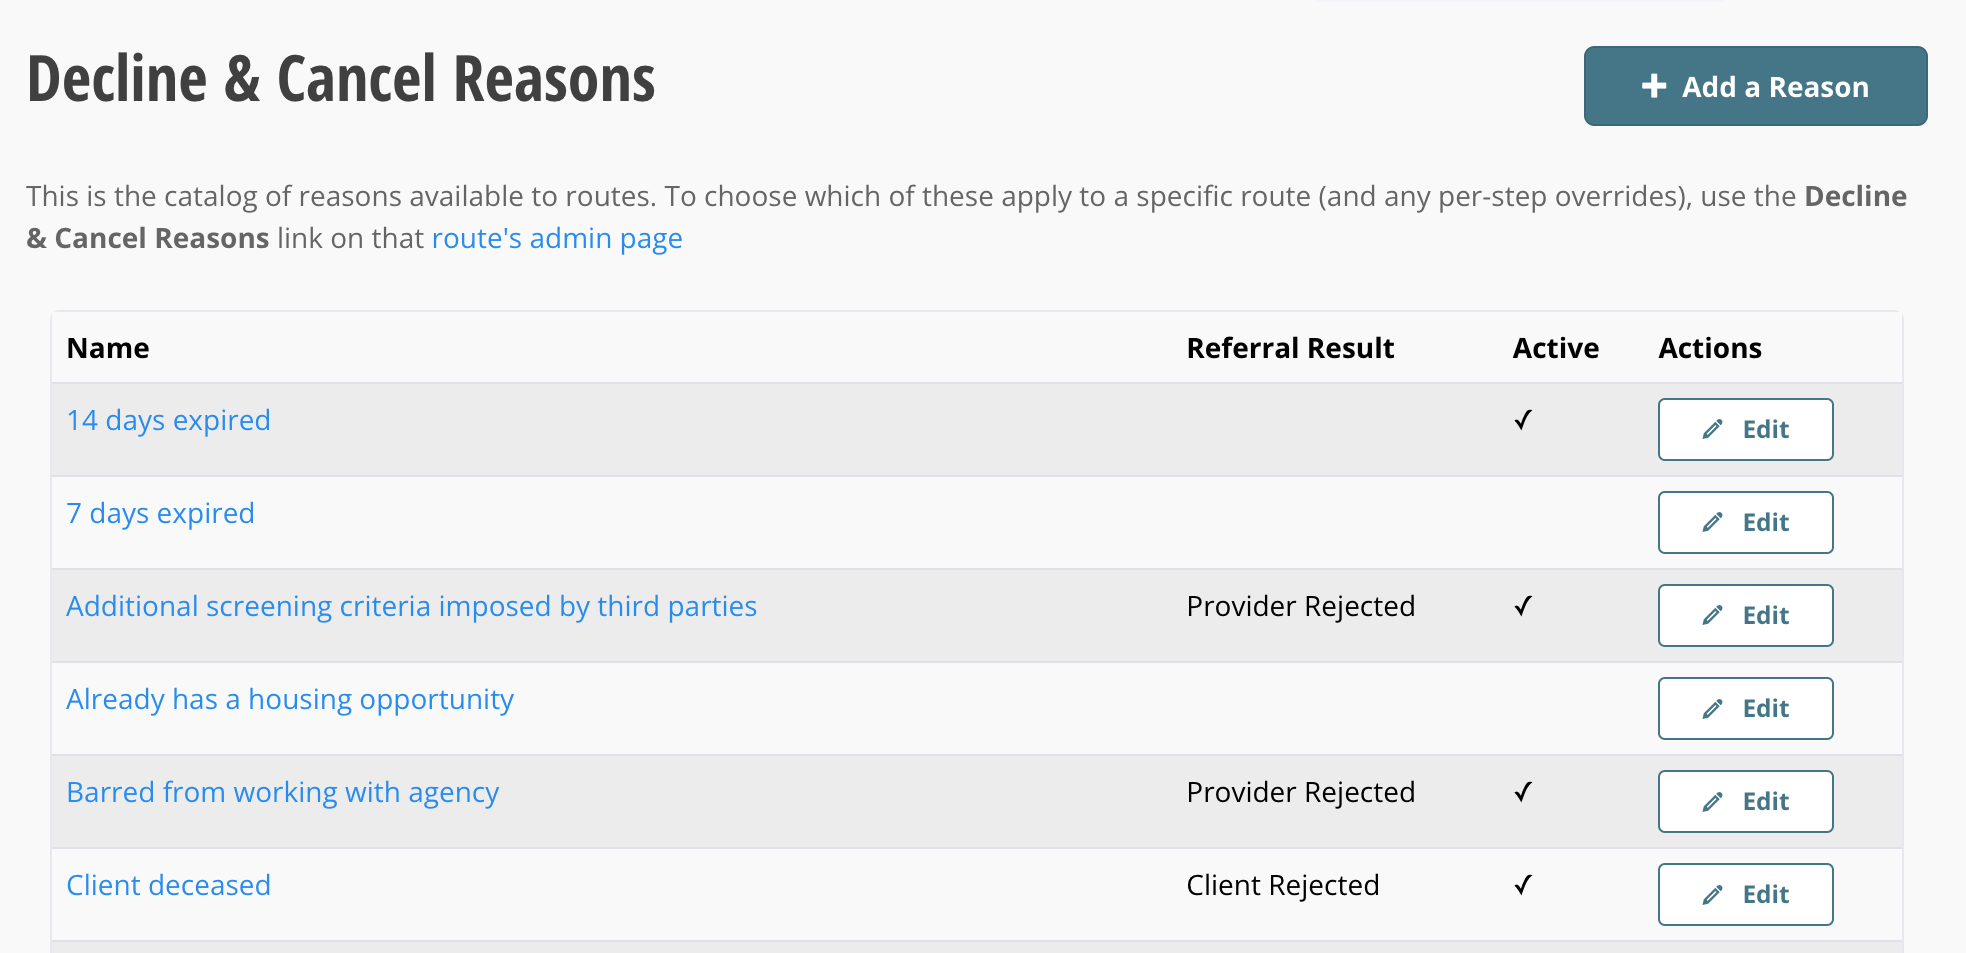 Decline & Cancel Reasons
+ Add a Reason
This is the catalog of reasons available to routes. To choose which of these apply to a specific route (and any per-step overrides), use the Decline
& Cancel Reasons link on that route's admin page
Name Referral Result Active Actions
14 days expired ✓ Edit
7 days expired Edit
Additional screening criteria imposed by third parties Provider Rejected ✓ Edit
Already has a housing opportunity Edit
Barred from working with agency Provider Rejected ✓ Edit
Client deceased Client Rejected ✓ Edit